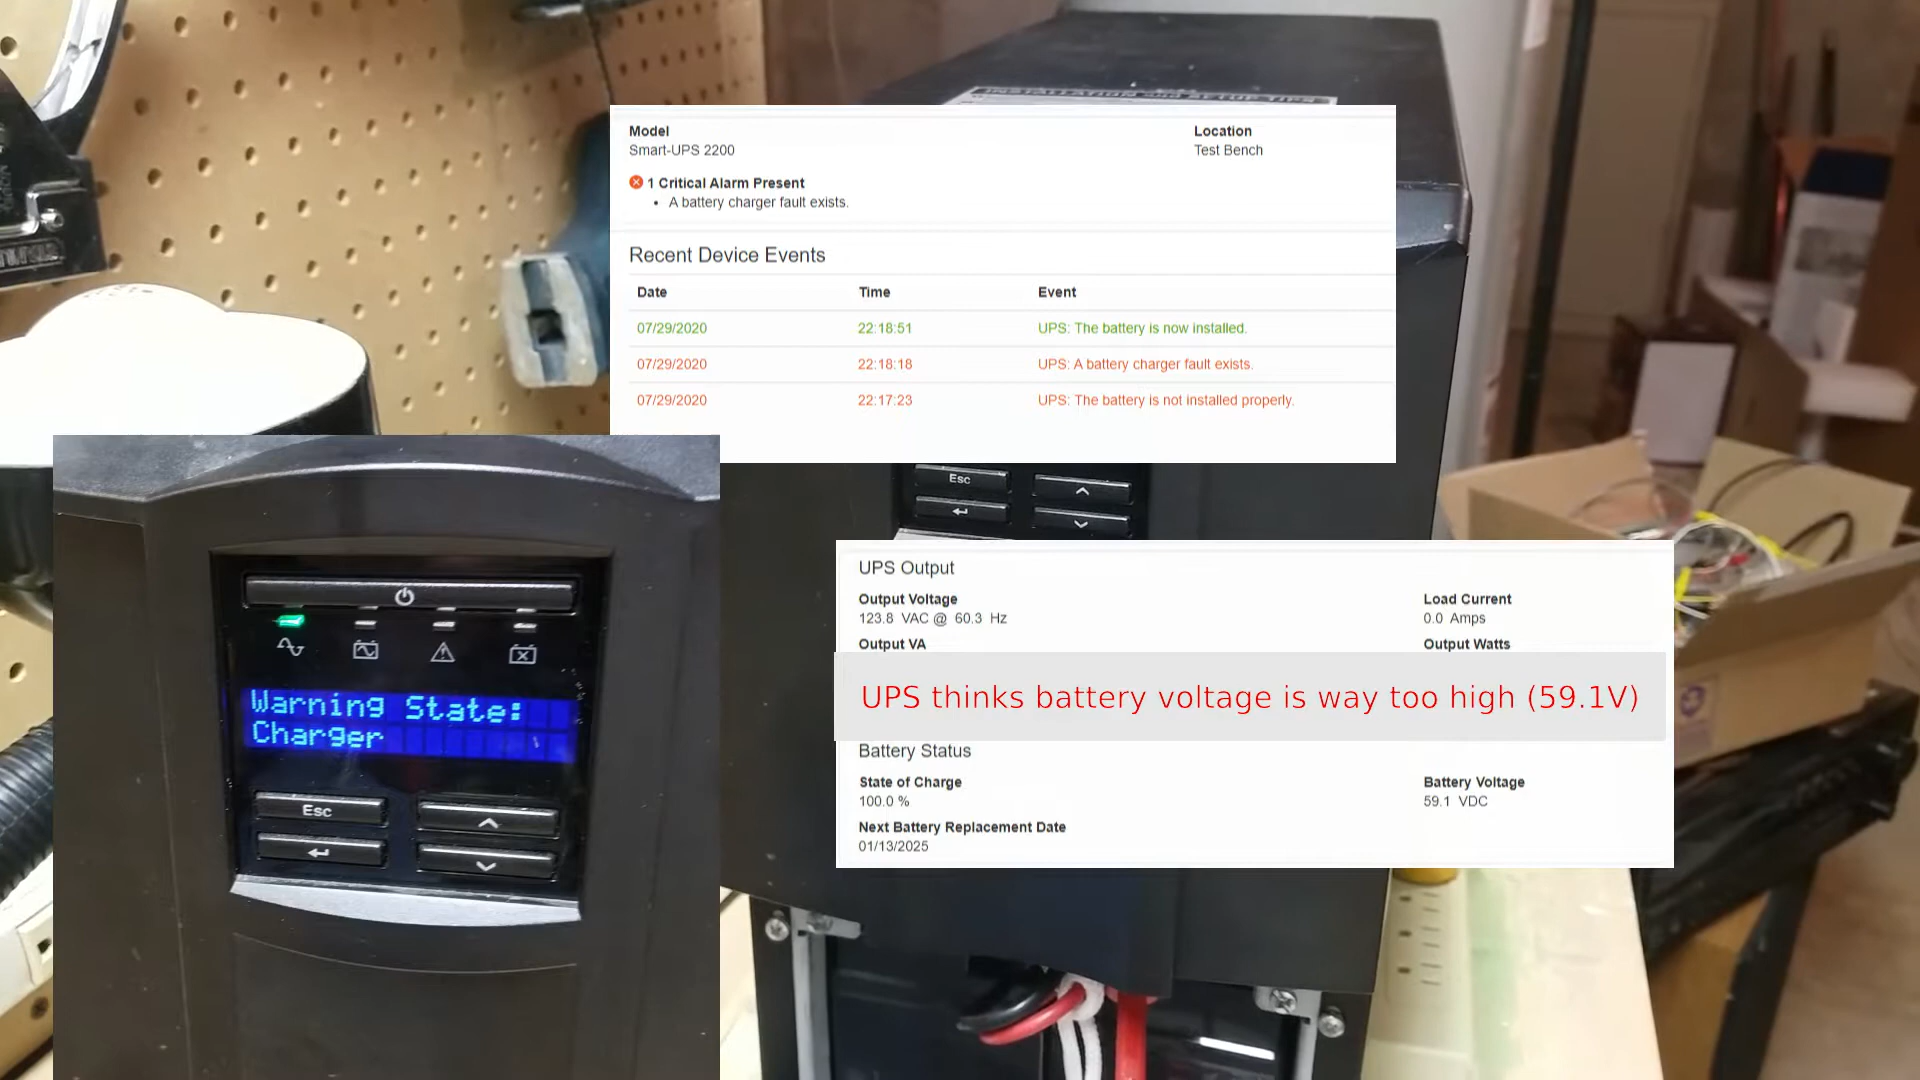 Model
Smart-UPS 2200
Location
Test Bench
1 Critical Alarm Present
• A battery charger fault exists.
Recent Device Events
Date Time Event
07/29/2020 22:18:51 UPS: The battery is now installed.
07/29/2020 22:18:18 UPS: A battery charger fault exists.
07/29/2020 22:17:23 UPS: The battery is not installed properly.
Esc
Warning State:
Charger
Esc
UPS Output
Output Voltage
123.8 VAC @ 60.3 Hz
Load Current
0.0 Amps
Output VA
Output Watts
UPS thinks battery voltage is way too high (59.1V)
Battery Status
State of Charge
100.0 %
Battery Voltage
59.1 VDC
Next Battery Replacement Date
01/13/2025